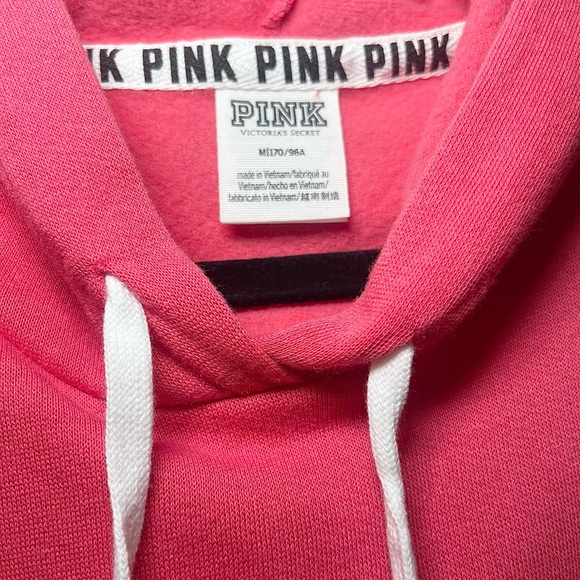 IK PINK PINK PINK
PINK
VICTORIA'S SECRET
M|170/96A
made in Vietnam/fabriqué au
Vietnam/hecho en Vietnam/
fabbricato in Vietnam/越南制造